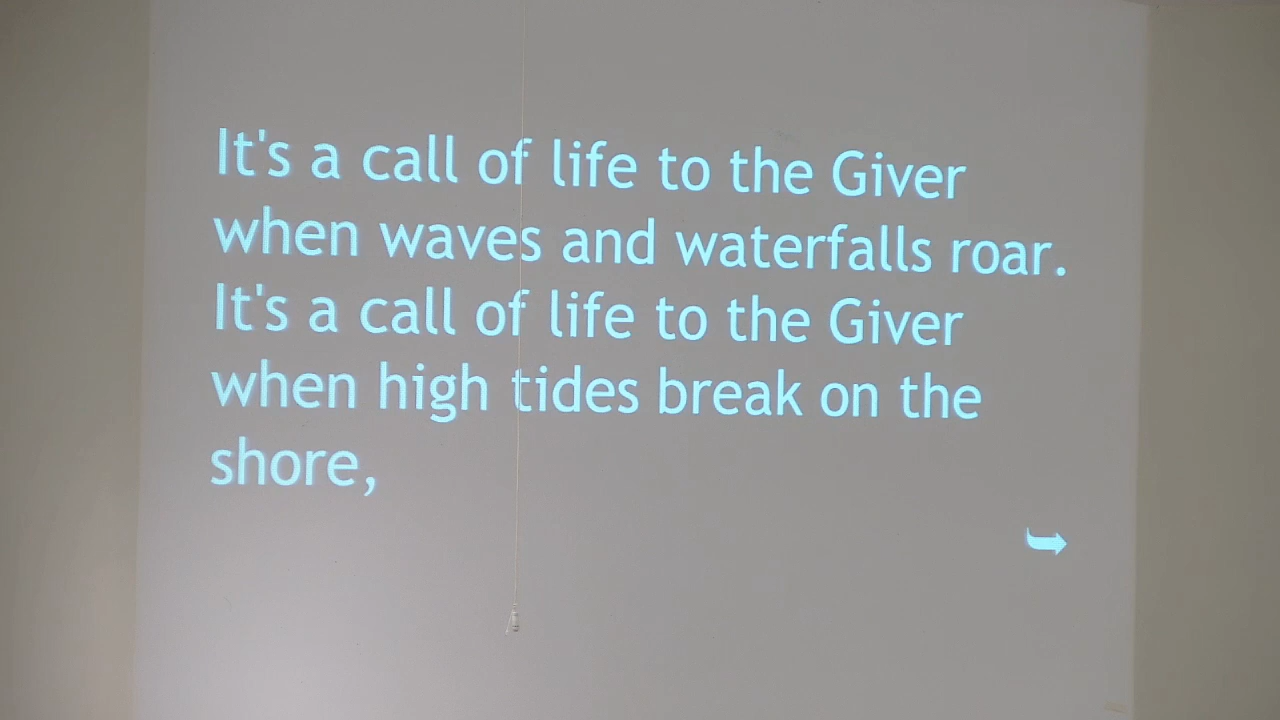 It's a call of life to the Giver
when waves and waterfalls roar.
It's a call of life to the Giver
when high tides break on the
shore,